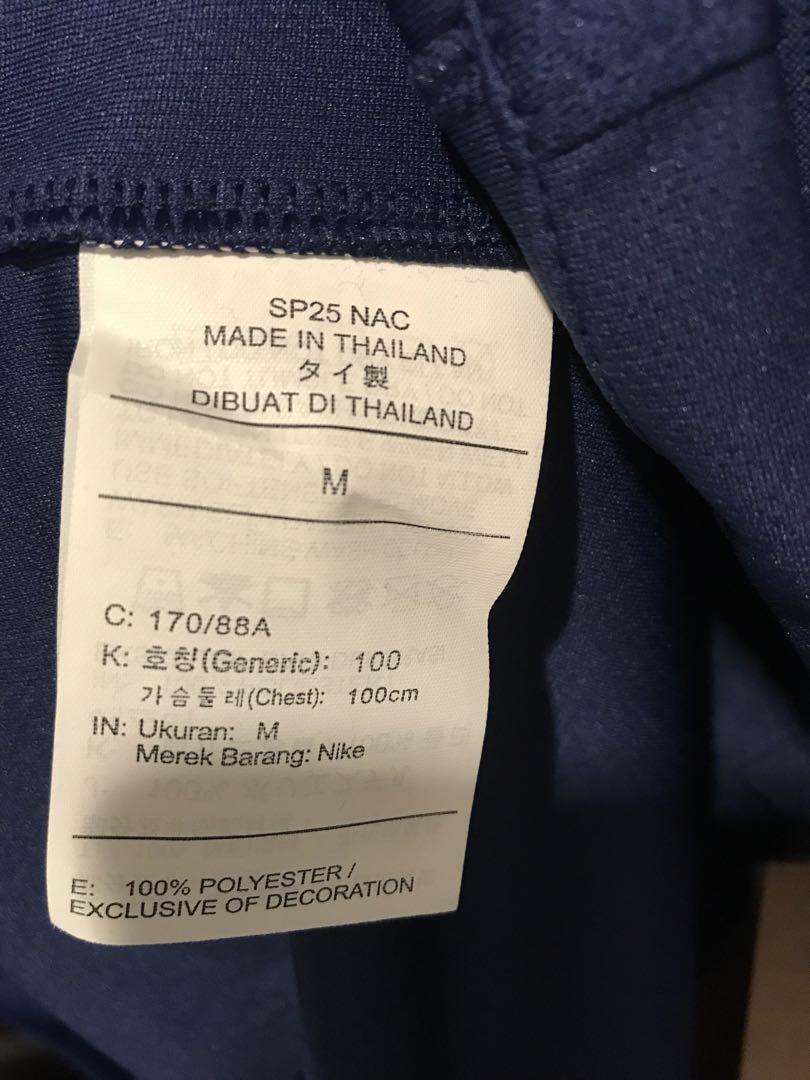 SP25 NAC
MADE IN THAILAND
タイ製
DIBUAT DI THAILAND
M
C: 170/88A
K: 호칭(Generic): 100
가슴둘레(Chest): 100cm
IN: Ukuran: M
Merek Barang: Nike
E: 100% POLYESTER /
EXCLUSIVE OF DECORATION